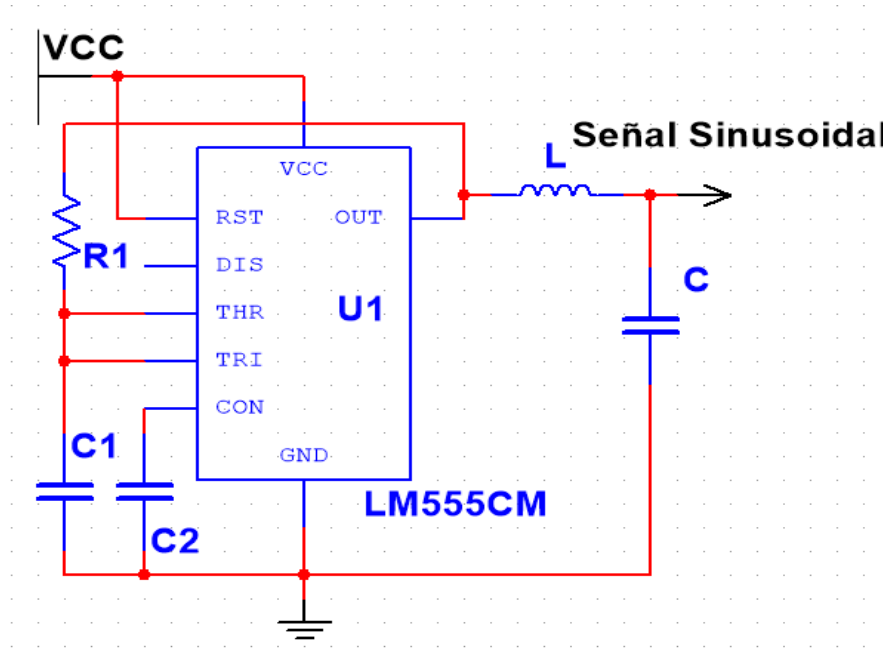 VCC
Señal Sinusoidal
L
VCC
RST OUT
R1
DIS
C
THR
U1
TRI
CON
C1
GND
LM555CM
C2